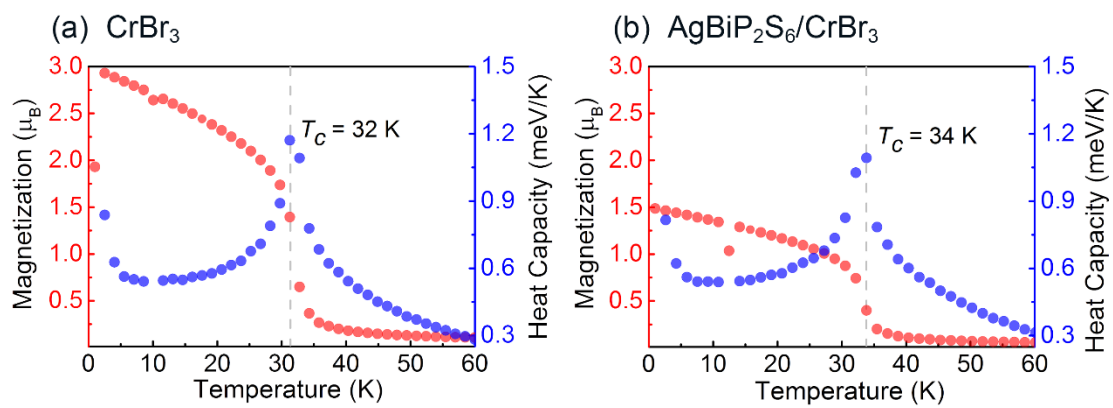 (a) CrBr3
Magnetization (μB)
3.0
2.5
2.0
1.5
1.0
0.5
TC = 32 K
1.5
1.2
0.9
0.6
0.3
Heat Capacity (meV/K)
0 10 20 30 40 50 60
Temperature (K)
(b) AgBiP2S6/CrBr3
Magnetization (μB)
3.0
2.5
2.0
1.5
1.0
0.5
TC = 34 K
1.5
1.2
0.9
0.6
0.3
Heat Capacity (meV/K)
0 10 20 30 40 50 60
Temperature (K)